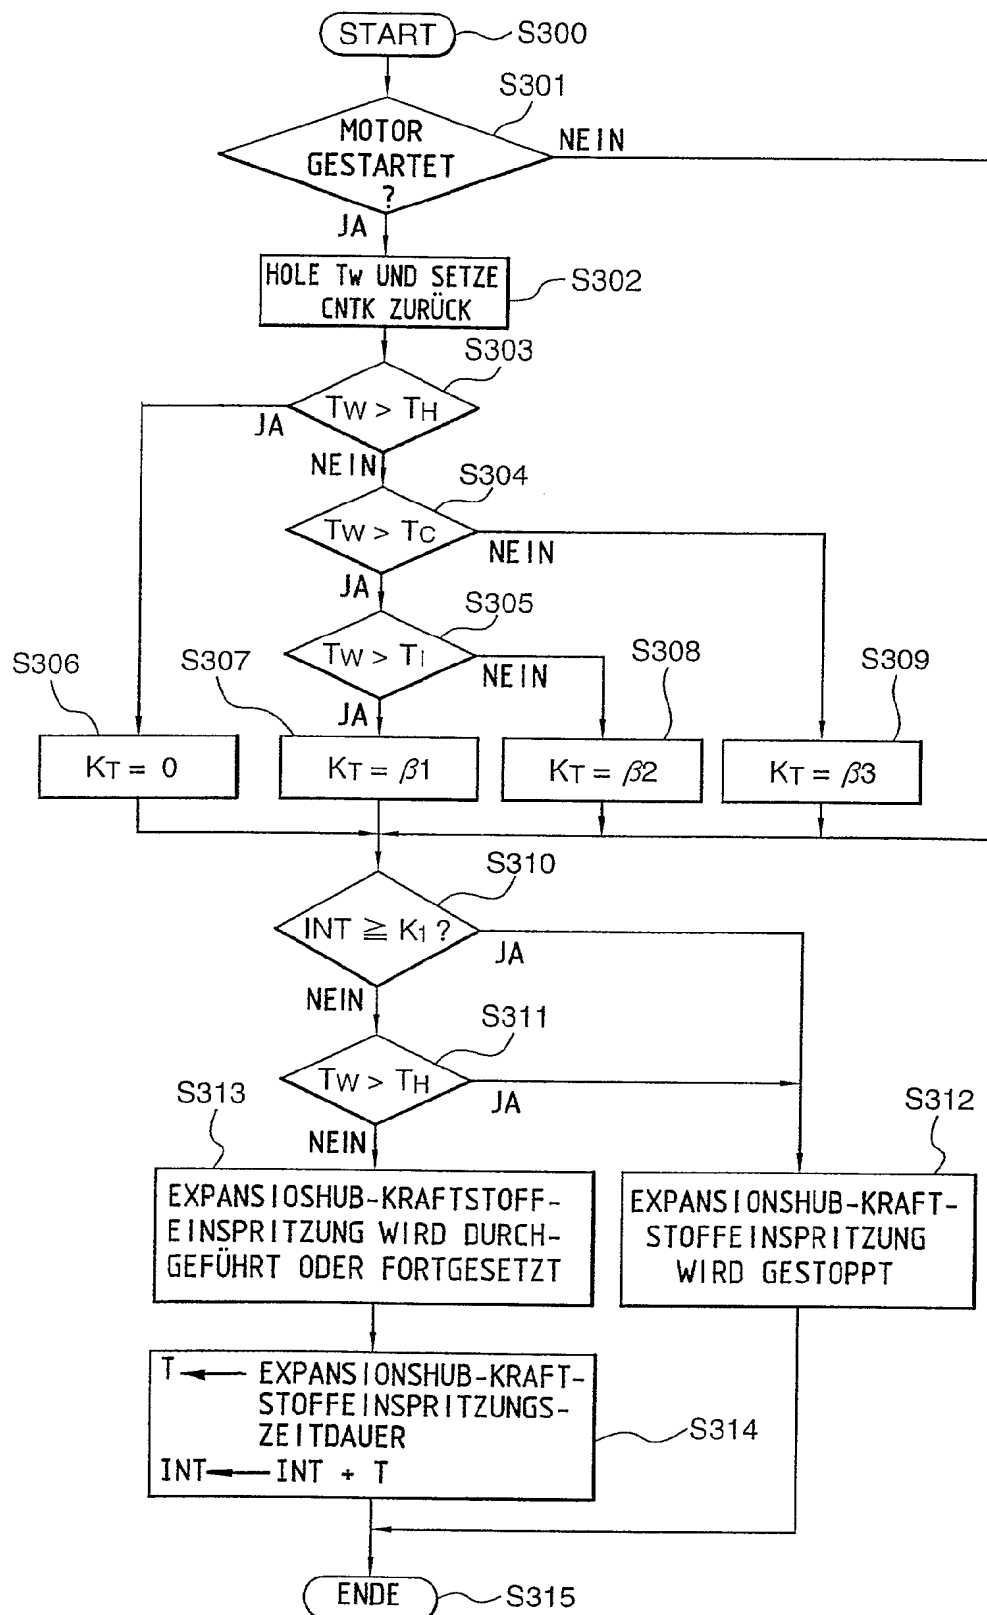 START
S300
S301
MOTOR
GESTARTET
?
NEIN
JA
HOLE TW UND SETZE
CNTK ZURÜCK
S302
S303
TW > TH
JA
NEIN
S304
TW > TC
NEIN
JA
S305
TW > TI
NEIN
JA
S306
S307
S308
S309
KT = 0
KT = β1
KT = β2
KT = β3
S310
INT ≧ K1 ?
JA
NEIN
S311
TW > TH
JA
NEIN
S313
S312
EXPANSIOSHUB-KRAFTSTOFF-
EINSPRITZUNG WIRD DURCH-
GEFÜHRT ODER FORTGESETZT
EXPANSIONSHUB-KRAFT-
STOFFEINSPRITZUNG
WIRD GESTOPPT
T ← EXPANSIONSHUB-KRAFT-
STOFFEINSPRITZUNGS-
ZEITDAUER
INT ← INT + T
S314
ENDE
S315